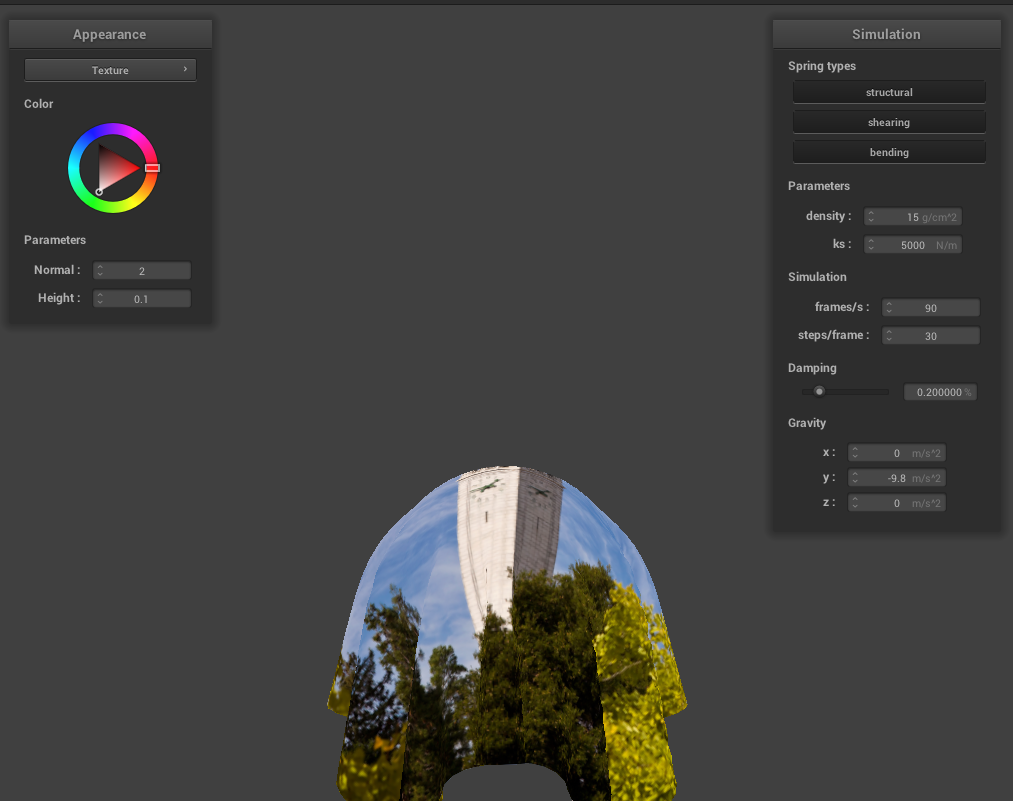 Appearance
Texture
Color
Parameters
Normal : 2
Height : 0.1
Simulation
Spring types
structural
shearing
bending
Parameters
density : 15 g/cm^2
ks : 5000 N/m
Simulation
frames/s : 90
steps/frame : 30
Damping
0.200000 %
Gravity
x : 0 m/s^2
y : -9.8 m/s^2
z : 0 m/s^2